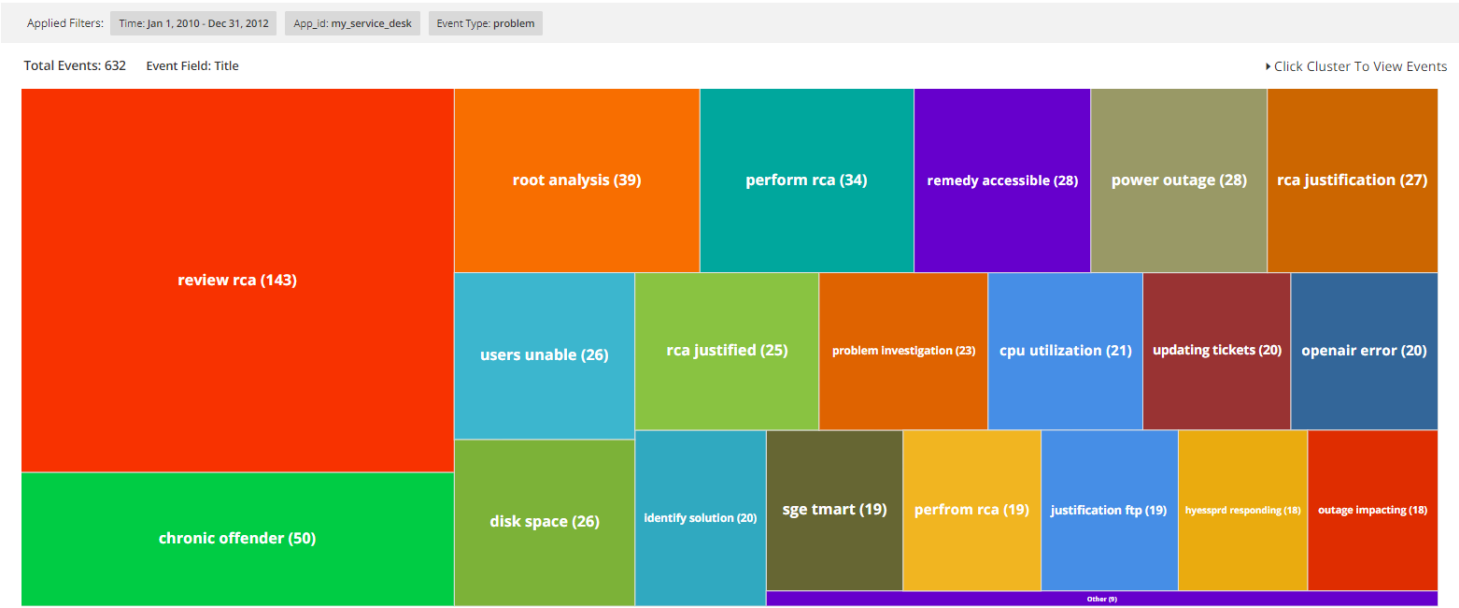 Applied Filters: Time: Jan 1, 2010 - Dec 31, 2012 App_id: my_service_desk Event Type: problem
Total Events: 632 Event Field: Title Click Cluster To View Events
review rca (143)
chronic offender (50)
root analysis (39)
perform rca (34)
remedy accessible (28)
power outage (28)
rca justification (27)
users unable (26)
rca justified (25)
problem investigation (23)
cpu utilization (21)
updating tickets (20)
openair error (20)
disk space (26)
identify solution (20)
sge tmart (19)
perfrom rca (19)
justification ftp (19)
hyessprd responding (18)
outage impacting (18)
Other (9)